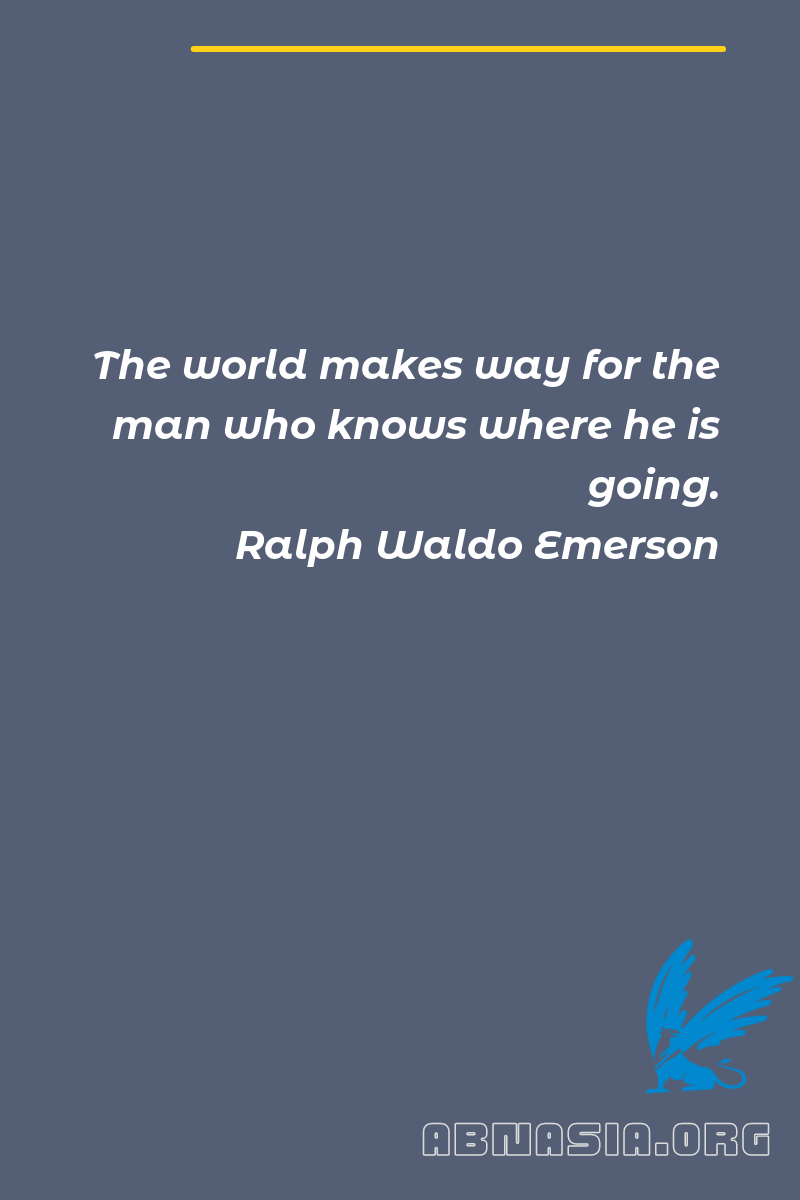 The world makes way for the
man who knows where he is
going.
Ralph Waldo Emerson
ABNASIA.ORG